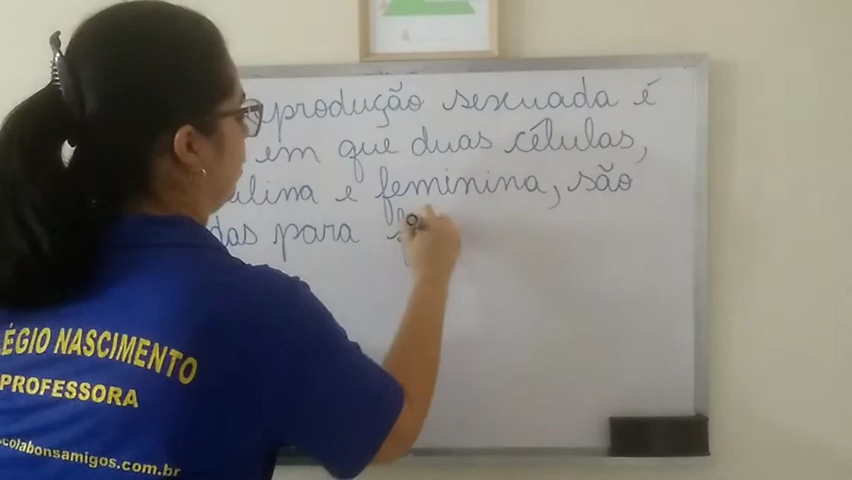 produção sexuada é
em que duas células,
ulina e feminina, são
das para
ÉGIO NASCIMENTO
PROFESSORA
colabonsamigos.com.br